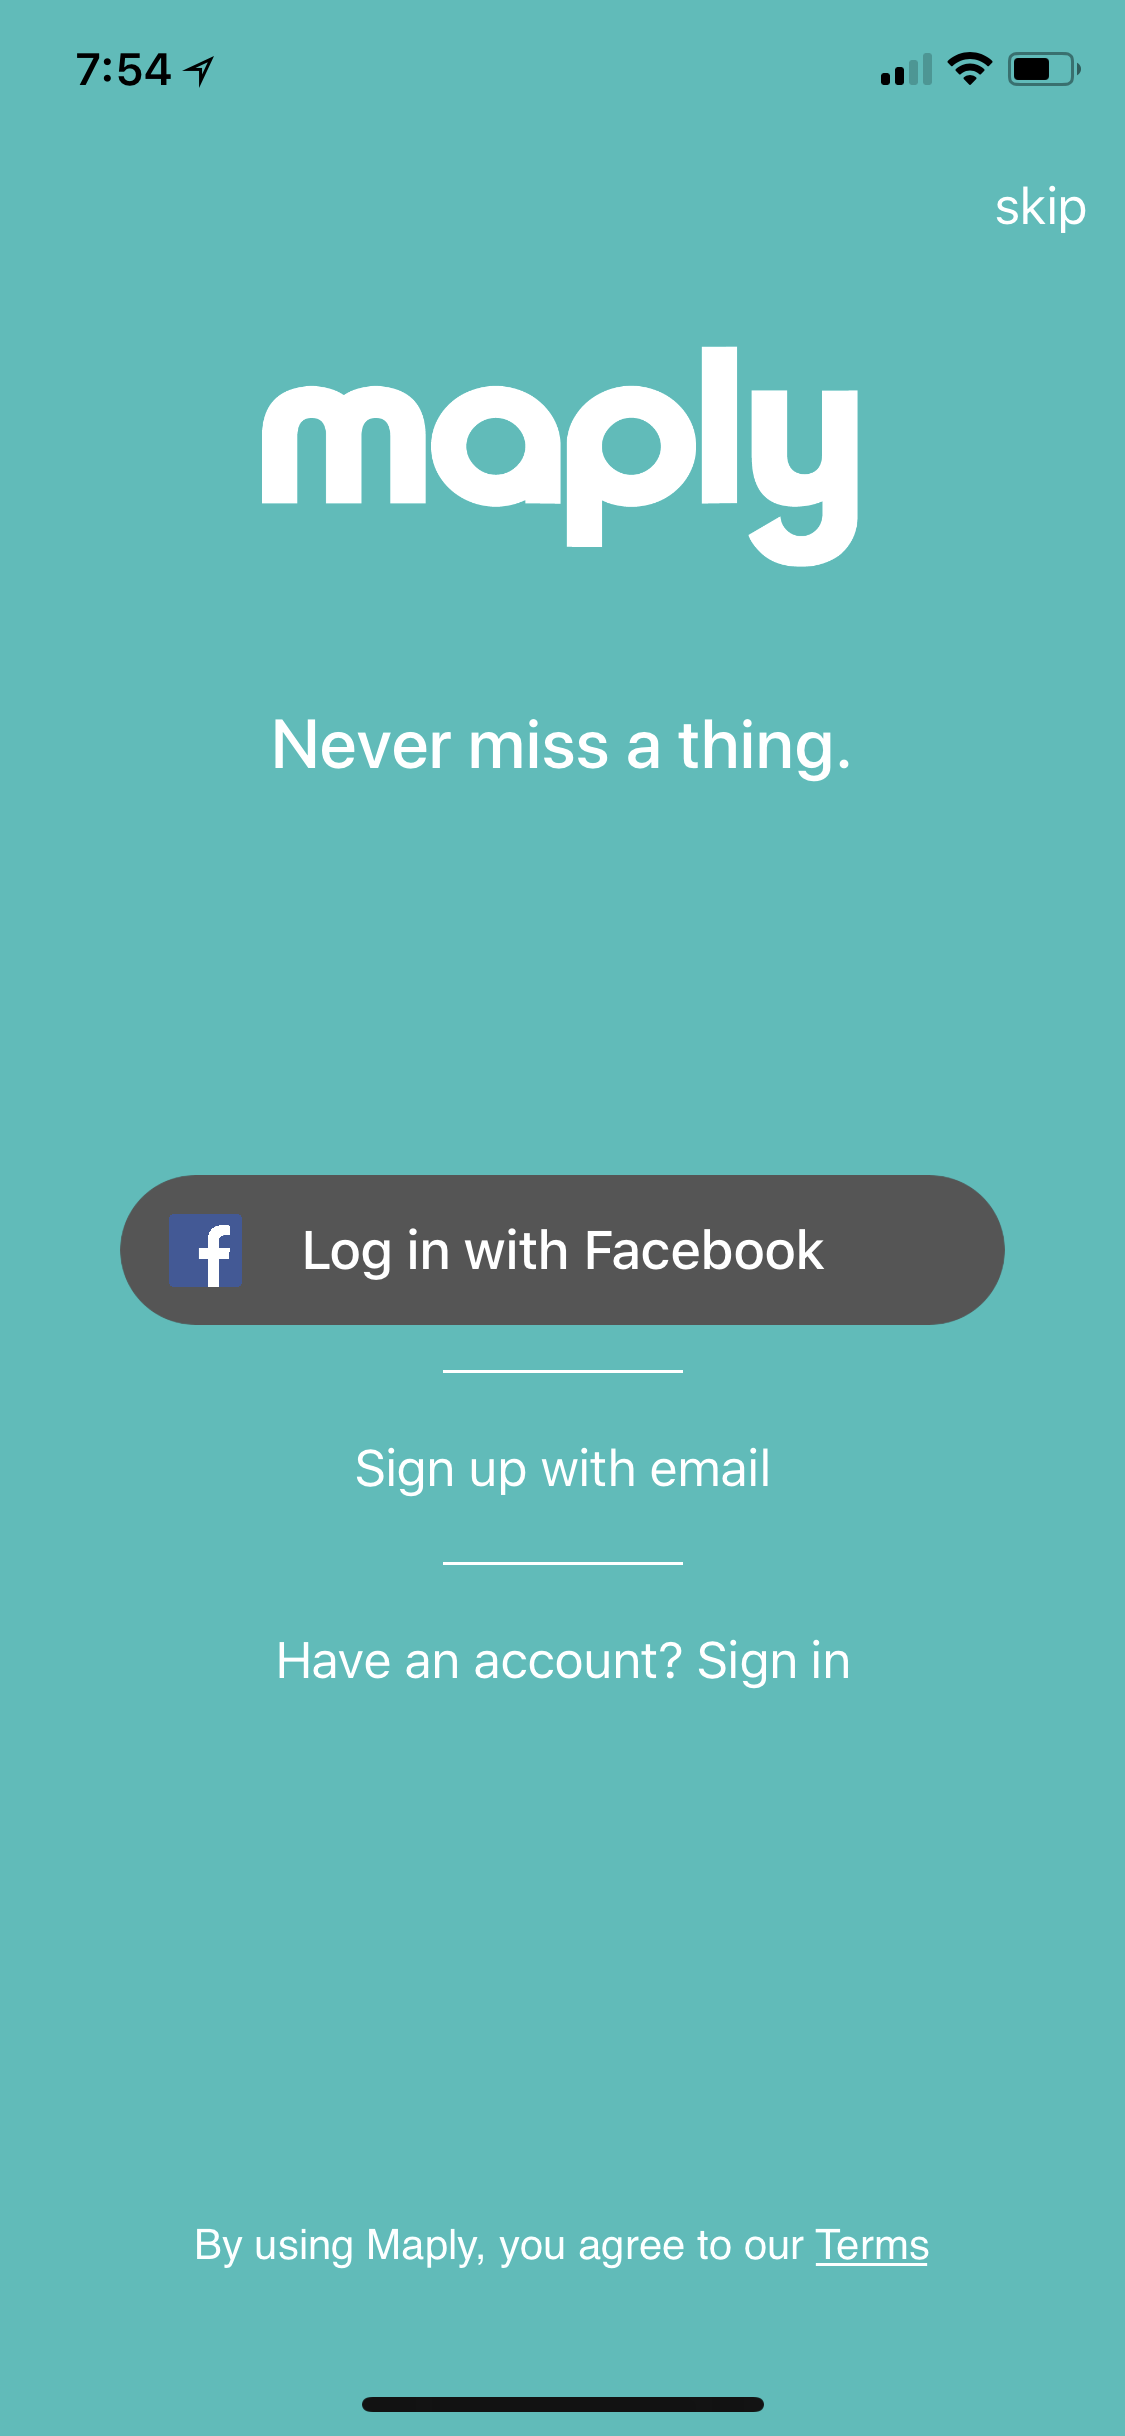 7:54
skip
maply
Never miss a thing.
Log in with Facebook
Sign up with email
Have an account? Sign in
By using Maply, you agree to our Terms